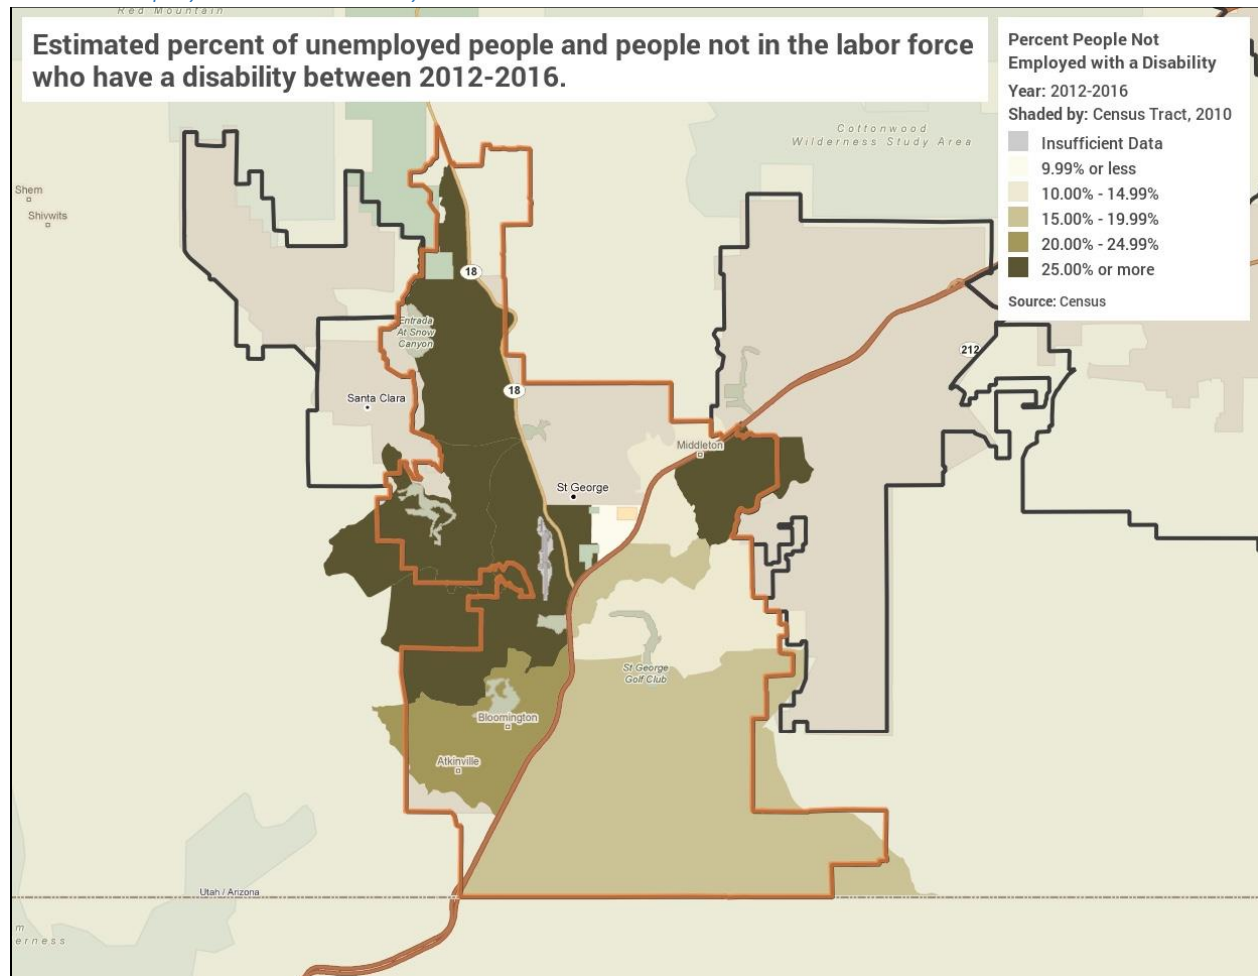 Red Mountain
Estimated percent of unemployed people and people not in the labor force
who have a disability between 2012-2016.
Percent People Not
Employed with a Disability
Year: 2012-2016
Shaded by: Census Tract, 2010
Insufficient Data
9.99% or less
10.00% - 14.99%
15.00% - 19.99%
20.00% - 24.99%
25.00% or more
Source: Census
Cottonwood
Wilderness Study Area
Shem
Shivwits
18
Entrada
At Snow
Canyon
212
18
Santa Clara
Middleton
St George
St George
Golf Club
Bloomington
Atkinville
Utah / Arizona
m
erness